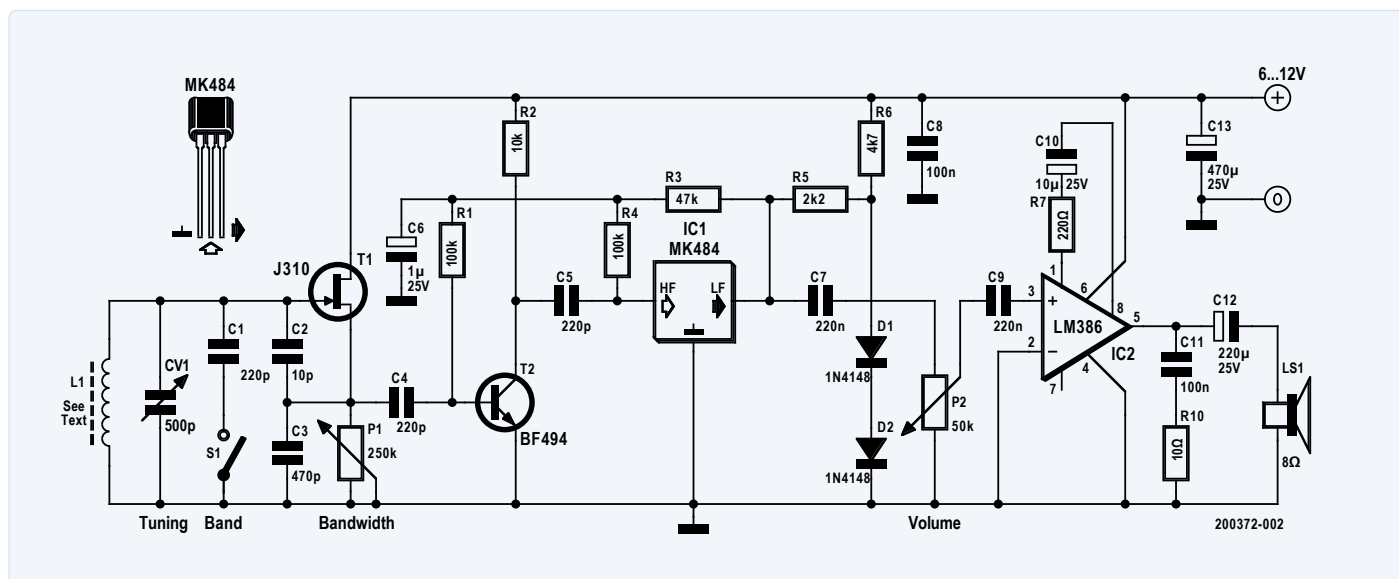 MK484
6...12V
R2
10k
R6
4k7
C8
100n
C10
10µ 25V
R7
220Ω
C13
470µ
25V
0
R3
47k
R5
2k2
C6
1µ
25V
R1
100k
R4
100k
IC1
MK484
HF
LF
J310
T1
C5
220p
C7
220n
C9
220n
D1
1N4148
1
6
8
3
2
5
4
7
LM386
IC2
C12
220µ
25V
L1
See
Text
CV1
500p
C1
220p
C2
10p
S1
C3
470p
P1
250k
C4
220p
T2
BF494
D2
1N4148
P2
50k
C11
100n
R10
10Ω
LS1
8Ω
Tuning Band Bandwidth Volume 200372-002